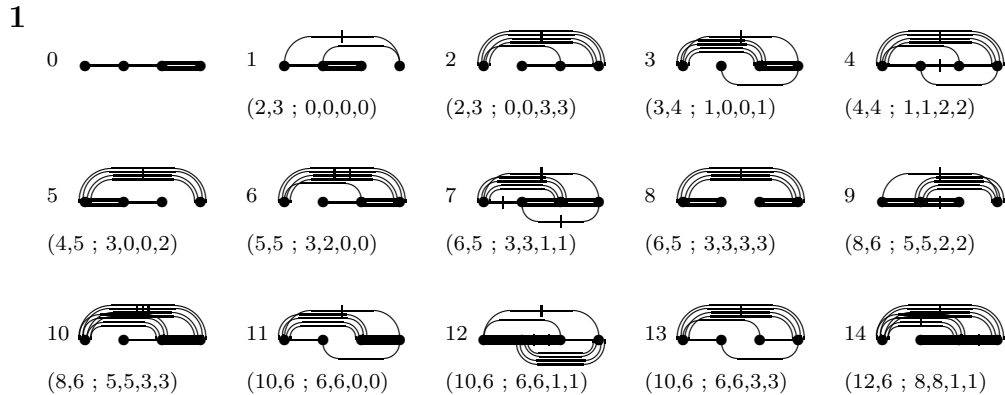 1
0 1 2 3 4
(2,3 ; 0,0,0,0) (2,3 ; 0,0,3,3) (3,4 ; 1,0,0,1) (4,4 ; 1,1,2,2)
5 6 7 8 9
(4,5 ; 3,0,0,2) (5,5 ; 3,2,0,0) (6,5 ; 3,3,1,1) (6,5 ; 3,3,3,3) (8,6 ; 5,5,2,2)
10 11 12 13 14
(8,6 ; 5,5,3,3) (10,6 ; 6,6,0,0) (10,6 ; 6,6,1,1) (10,6 ; 6,6,3,3) (12,6 ; 8,8,1,1)